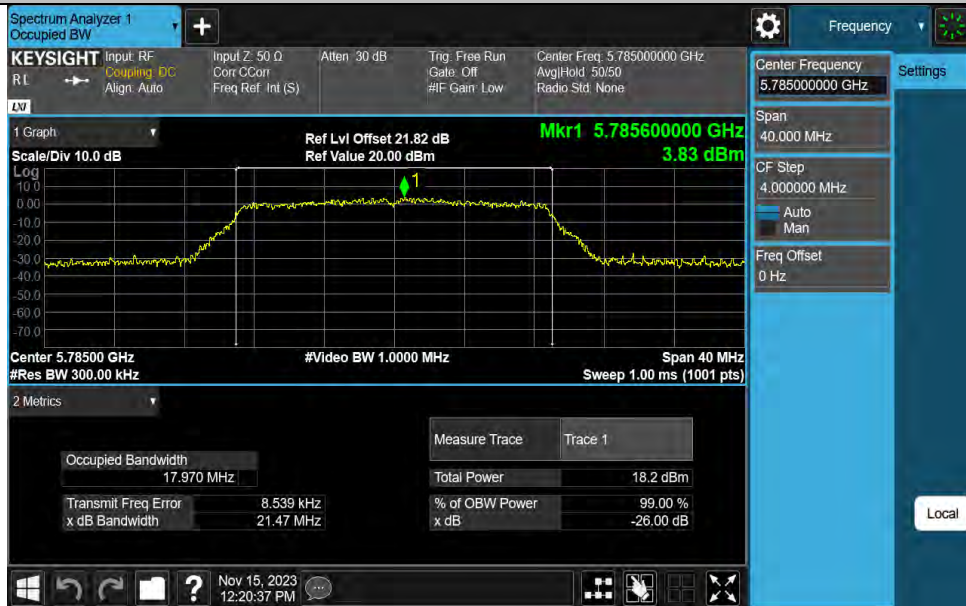 Spectrum Analyzer 1
Occupied BW
+
Frequency
KEYSIGHT
RL
LXI
Input: RF
Coupling: DC
Align: Auto
Input Z: 50 Ω
Corr CCorr
Freq Ref: Int (S)
Atten: 30 dB
Trig: Free Run
Gate: Off
#IF Gain: Low
Center Freq: 5.785000000 GHz
Avg|Hold: 50/50
Radio Std: None
Center Frequency
5.785000000 GHz
Settings
Span
40.000 MHz
CF Step
4.000000 MHz
Auto
Man
Freq Offset
0 Hz
Local
1 Graph
Scale/Div 10.0 dB
Ref Lvl Offset 21.82 dB
Ref Value 20.00 dBm
Mkr1 5.785600000 GHz
3.83 dBm
Log
10.0
0.00
-10.0
-20.0
-30.0
-40.0
-50.0
-60.0
-70.0
1
Center 5.78500 GHz
#Res BW 300.00 kHz
#Video BW 1.0000 MHz
Span 40 MHz
Sweep 1.00 ms (1001 pts)
2 Metrics
Measure Trace Trace 1
Occupied Bandwidth
17.970 MHz
Total Power 18.2 dBm
Transmit Freq Error 8.539 kHz
% of OBW Power 99.00 %
x dB Bandwidth 21.47 MHz
x dB -26.00 dB
?
Nov 15, 2023
12:20:37 PM